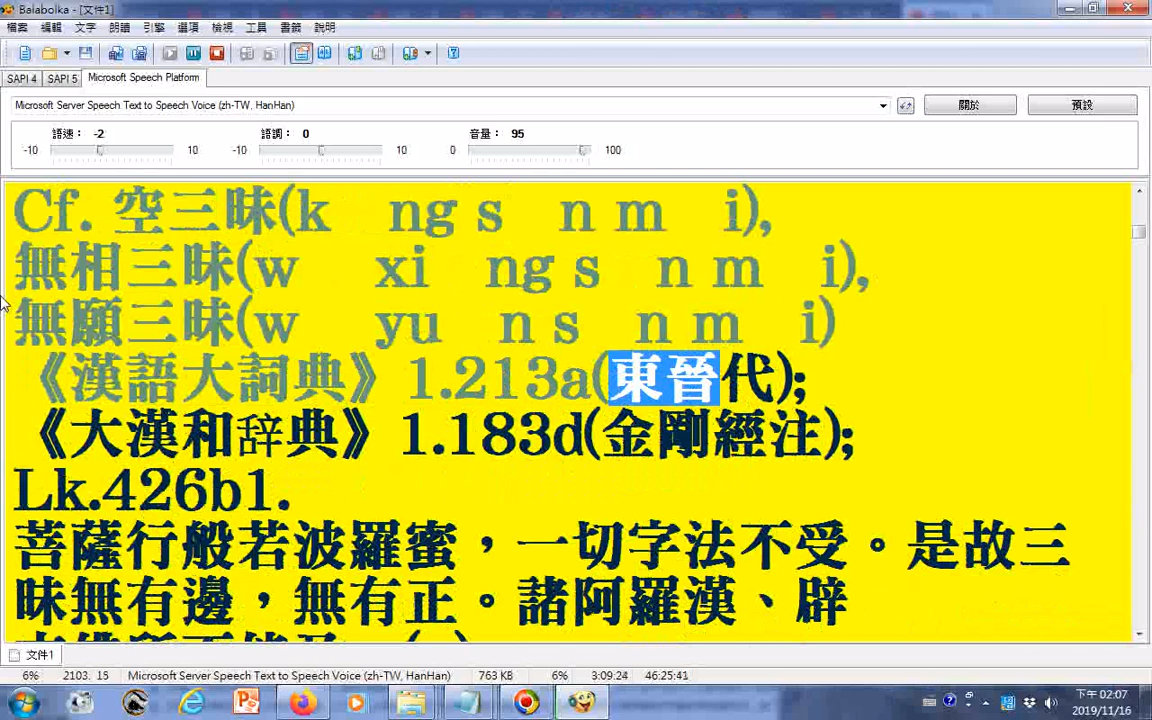 Balabolka - [文件1]
檔案 編輯 文字 朗讀 引擎 選項 檢視 工具 書籤 說明
SAPI 4 SAPI 5 Microsoft Speech Platform
Microsoft Server Speech Text to Speech Voice (zh-TW, HanHan) 關於 預設
語速： -2 語調： 0 音量： 95
-10 10 -10 10 0 100
Cf. 空三昧(k ng s n m i),
無相三昧(w xi ng s n m i),
無願三昧(w yu n s n m i)
《漢語大詞典》 1.213a(東晉代);
《大漢和辞典》 1.183d(金剛經注);
Lk.426b1.
菩薩行般若波羅蜜，一切字法不受。是故三
昧無有邊，無有正。諸阿羅漢、辟
文件1
6% 2103. 15 Microsoft Server Speech Text to Speech Voice (zh-TW, HanHan) 763 KB 6% 3:09:24 46:25:41
下午 02:07
2019/11/16